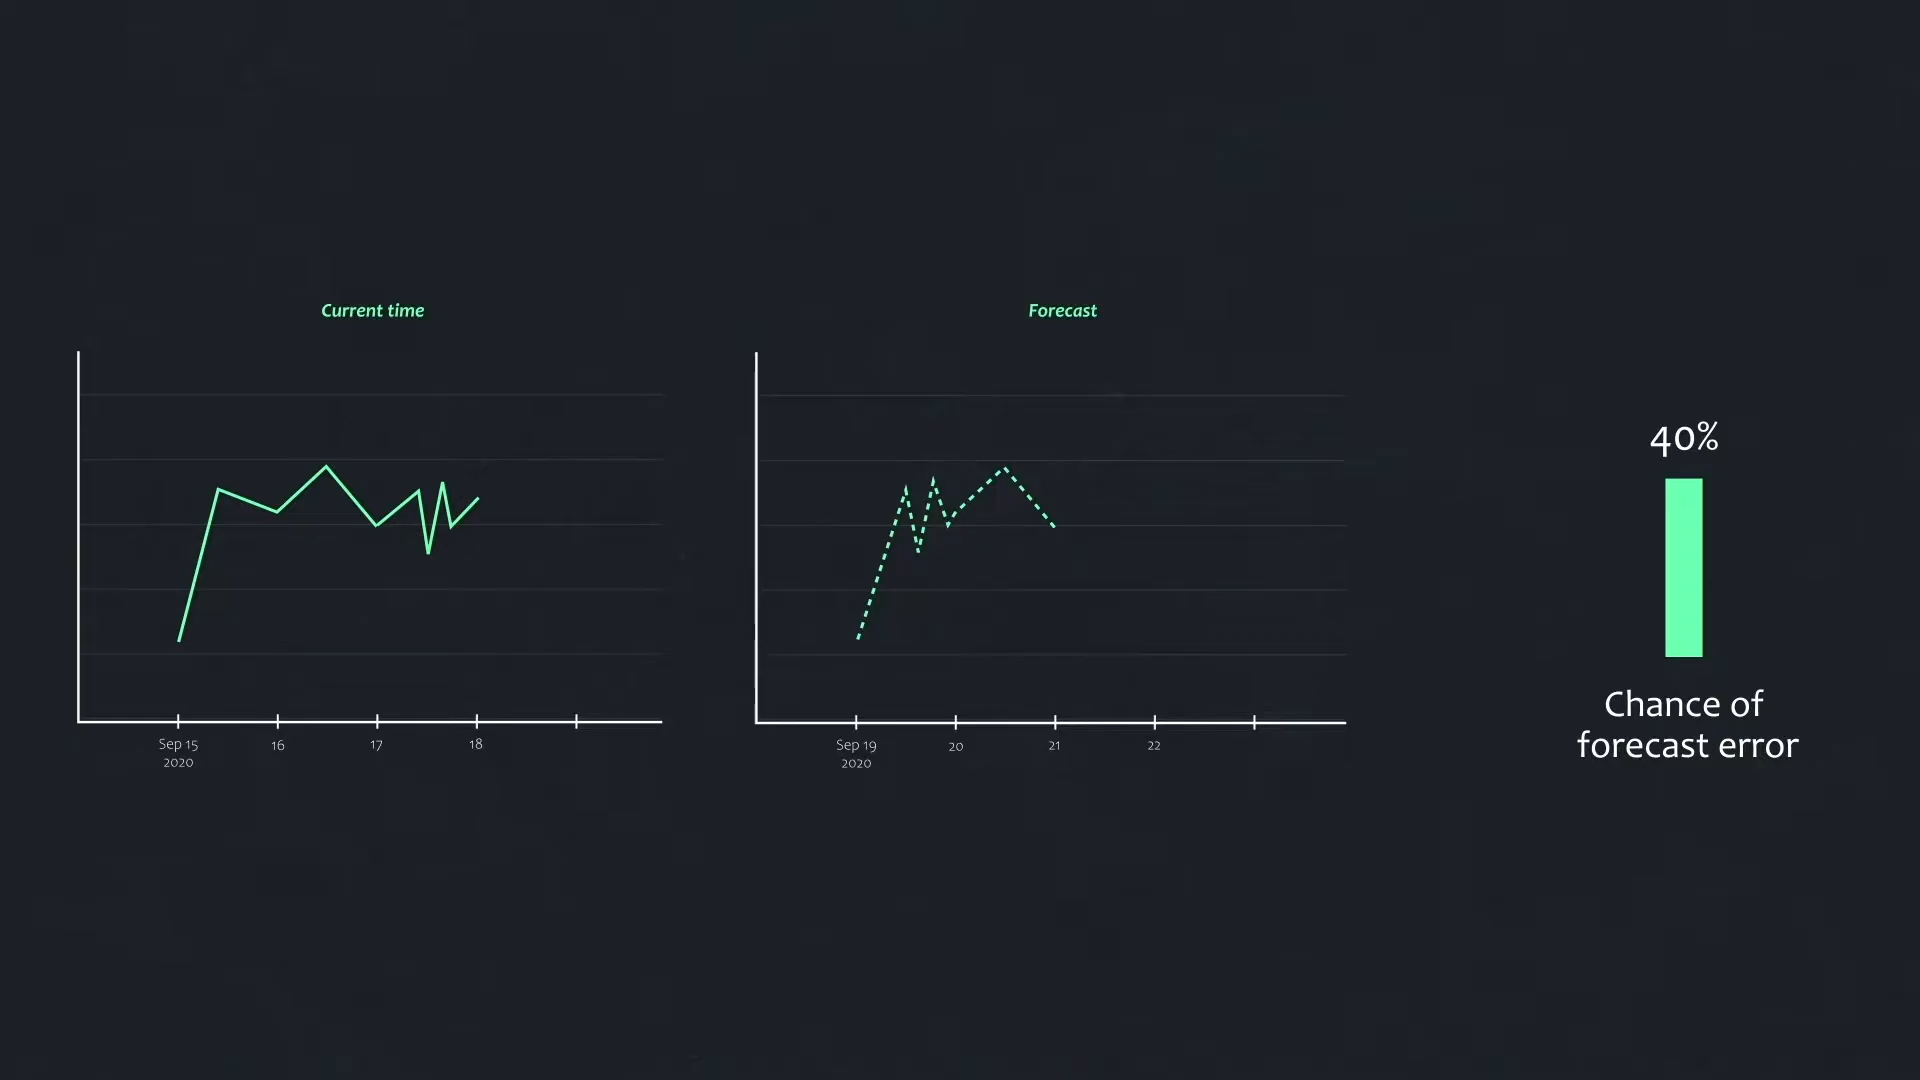 Current time
Sep 15
2020
16
17
18
Forecast
Sep 19
2020
20
21
22
40%
Chance of
forecast error